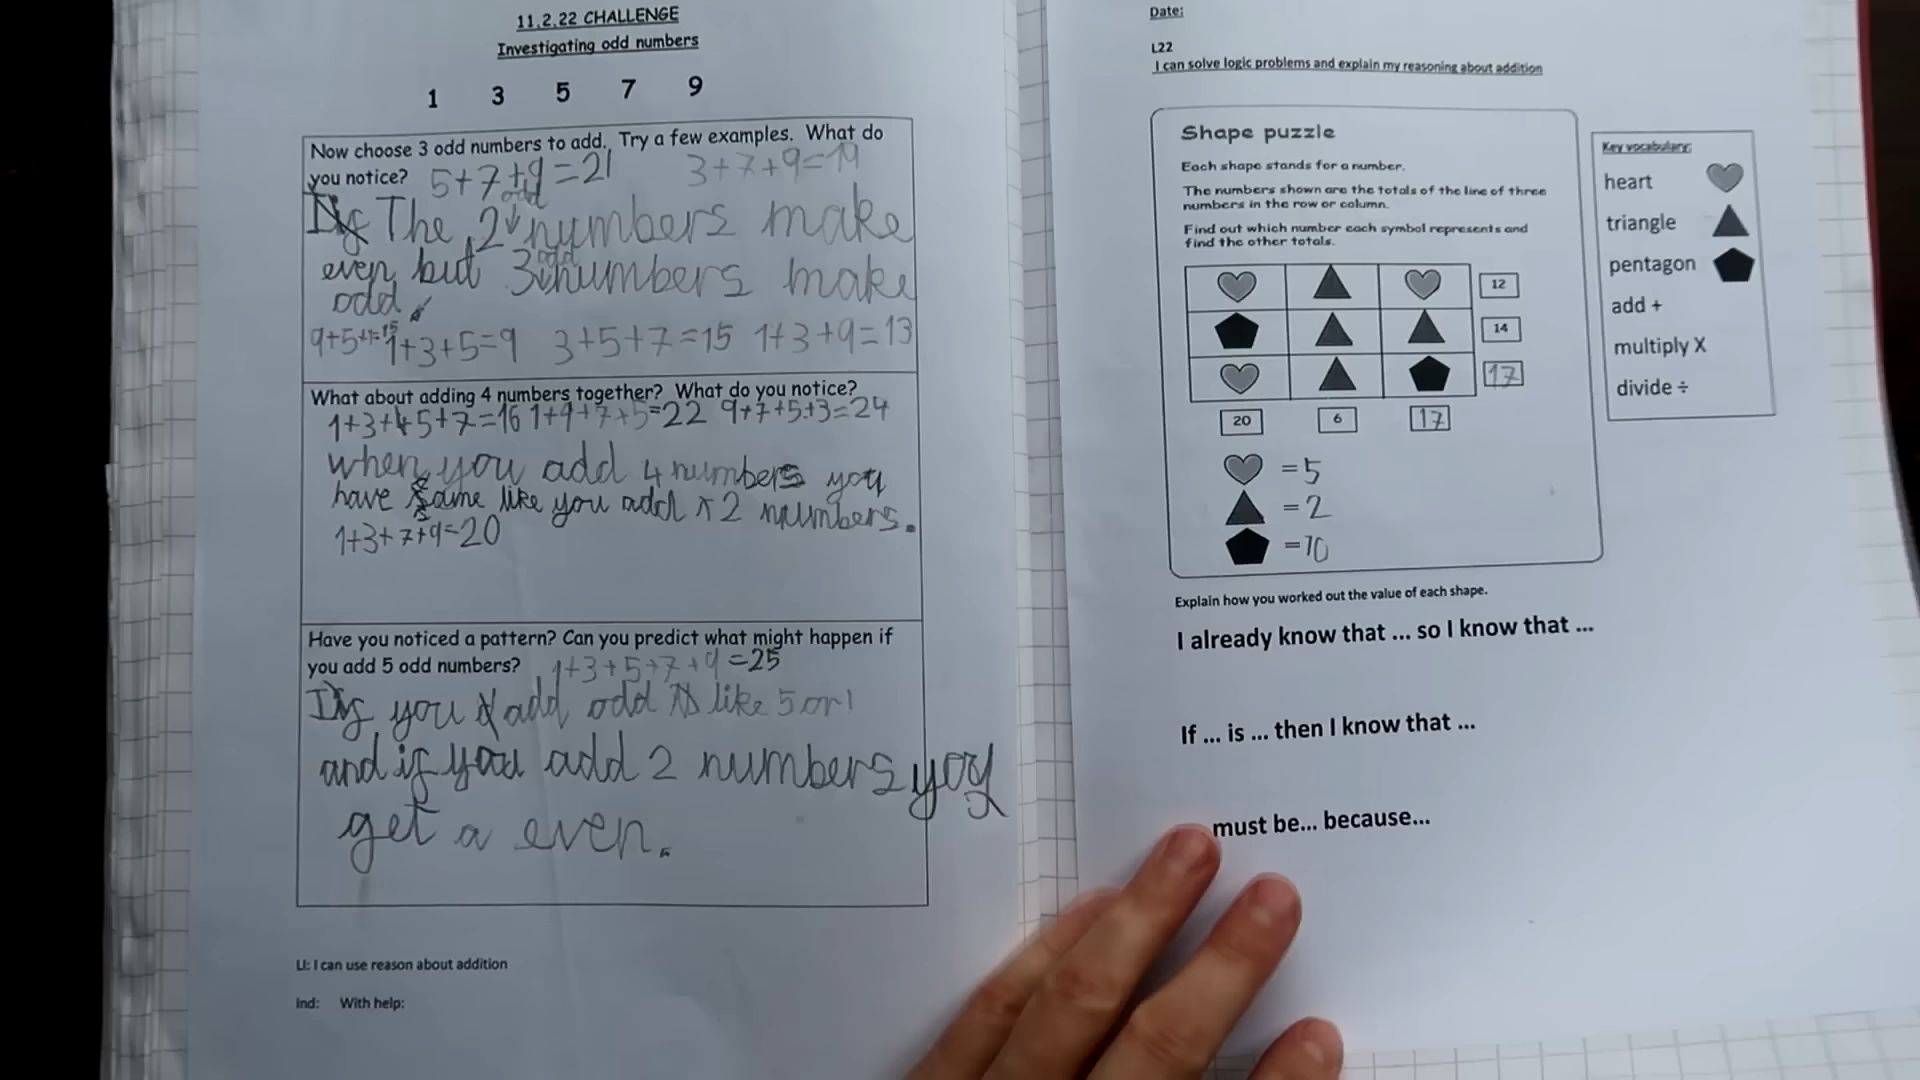 11.2.22 CHALLENGE
Investigating odd numbers
1 3 5 7 9
Now choose 3 odd numbers to add. Try a few examples. What do
you notice? 5+7+9=21 3+7+9=19
odd
The 2 numbers make
odd
even but 3 numbers make
odd.
1+3+5=9 3+5+7=15 1+3+9=13
What about adding 4 numbers together? What do you notice?
1+3+5+7=16 1+9+7+5=22 9+7+5+3=24
when you add 4 numbers you
have same like you add 2 numbers.
1+3+7+9=20
Have you noticed a pattern? Can you predict what might happen if
you add 5 odd numbers? 1+3+5+7+9=25
If you add odd like 5 or 1
and if you add 2 numbers you
get a even.
LI: I can use reason about addition
Ind: With help:
Date:
L22
I can solve logic problems and explain my reasoning about addition
Shape puzzle
Each shape stands for a number.
The numbers shown are the totals of the line of three
numbers in the row or column.
Find out which number each symbol represents and
find the other totals.
12
14
17
20 6 17
=5
=2
=10
Key vocabulary:
heart
triangle
pentagon
add +
multiply X
divide ÷
Explain how you worked out the value of each shape.
I already know that ... so I know that ...
If ... is ... then I know that ...
must be... because...